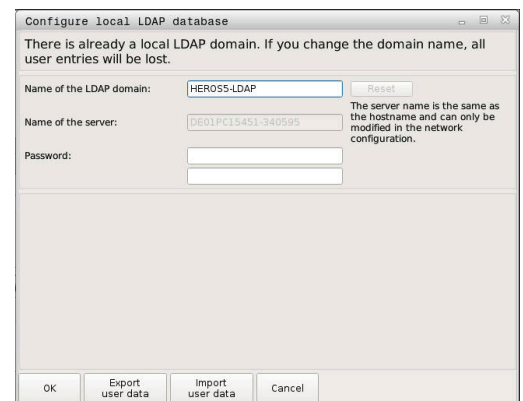 Configure local LDAP database
There is already a local LDAP domain. If you change the domain name, all
user entries will be lost.
Name of the LDAP domain: HEROS5-LDAP Reset
The server name is the same as
the hostname and can only be
modified in the network
configuration.
Name of the server: DE01PC15451-340595
Password:
OK
Export
user data
Import
user data
Cancel